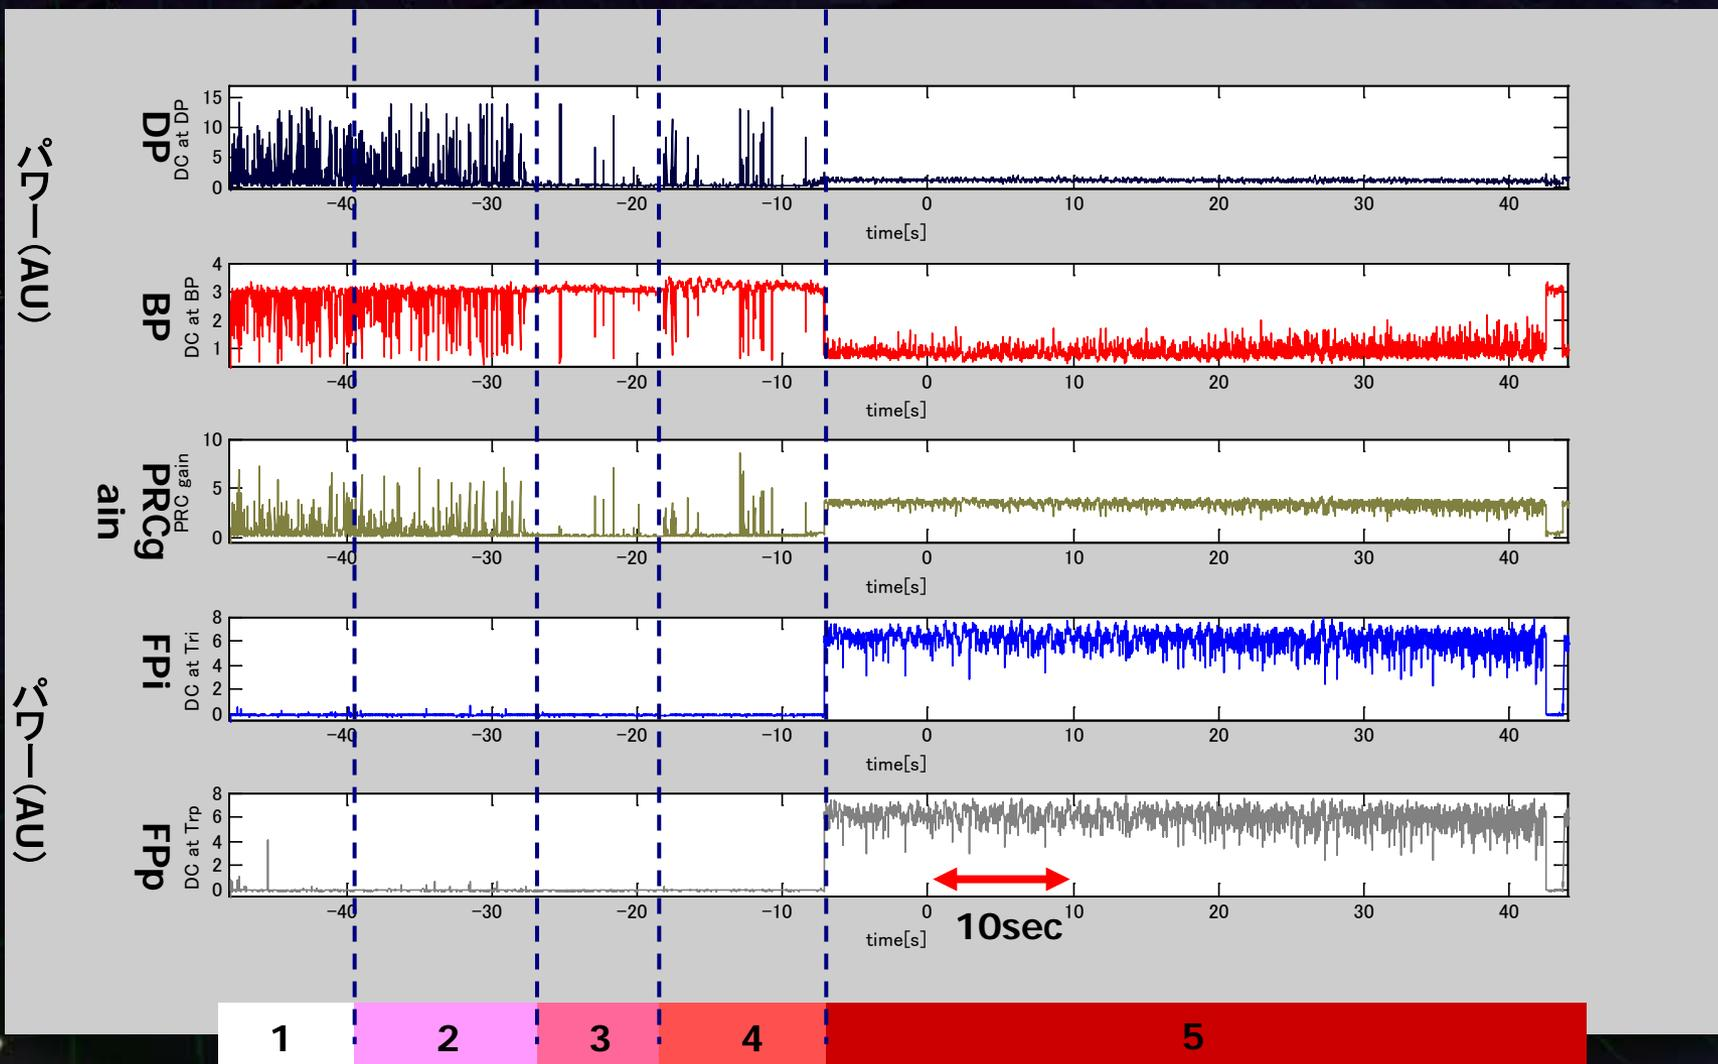 パワー(AU)
DP
DC at DP
15
10
5
0
−40 −30 −20 −10 0 10 20 30 40
time[s]
BP
DC at BP
4
3
2
1
−40 −30 −20 −10 0 10 20 30 40
time[s]
PRCg
ain
PRC gain
10
5
0
−40 −30 −20 −10 0 10 20 30 40
time[s]
パワー(AU)
FPi
DC at Tri
8
6
4
2
0
−40 −30 −20 −10 0 10 20 30 40
time[s]
FPp
DC at Trp
8
6
4
2
0
−40 −30 −20 −10 0 10 20 30 40
10sec
time[s]
1 2 3 4 5